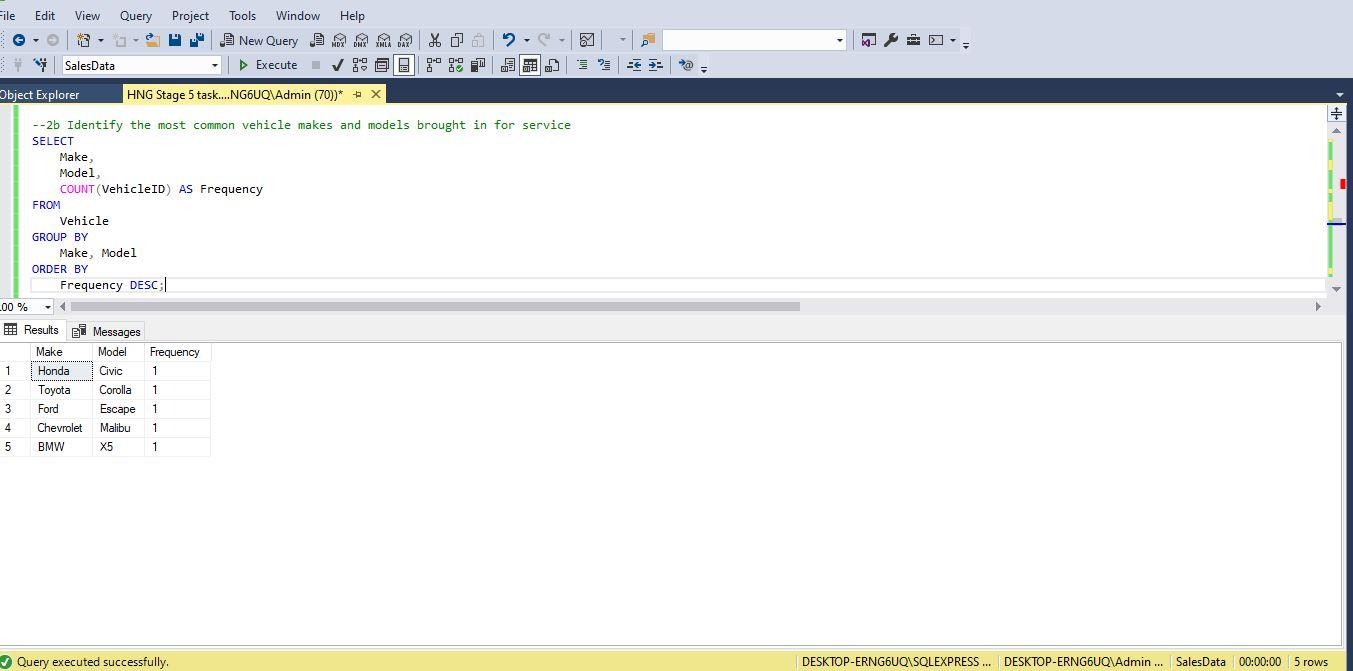 File Edit View Query Project Tools Window Help
New Query MDX DMX XMLA DAX
SalesData Execute
Object Explorer HNG Stage 5 task....NG6UQ\Admin (70))*
--2b Identify the most common vehicle makes and models brought in for service
SELECT
Make,
Model,
COUNT(VehicleID) AS Frequency
FROM
Vehicle
GROUP BY
Make, Model
ORDER BY
Frequency DESC;
00 %
Results Messages
Make Model Frequency
1 Honda Civic 1
2 Toyota Corolla 1
3 Ford Escape 1
4 Chevrolet Malibu 1
5 BMW X5 1
Query executed successfully. DESKTOP-ERNG6UQ\SQLEXPRESS ... DESKTOP-ERNG6UQ\Admin ... SalesData 00:00:00 5 rows